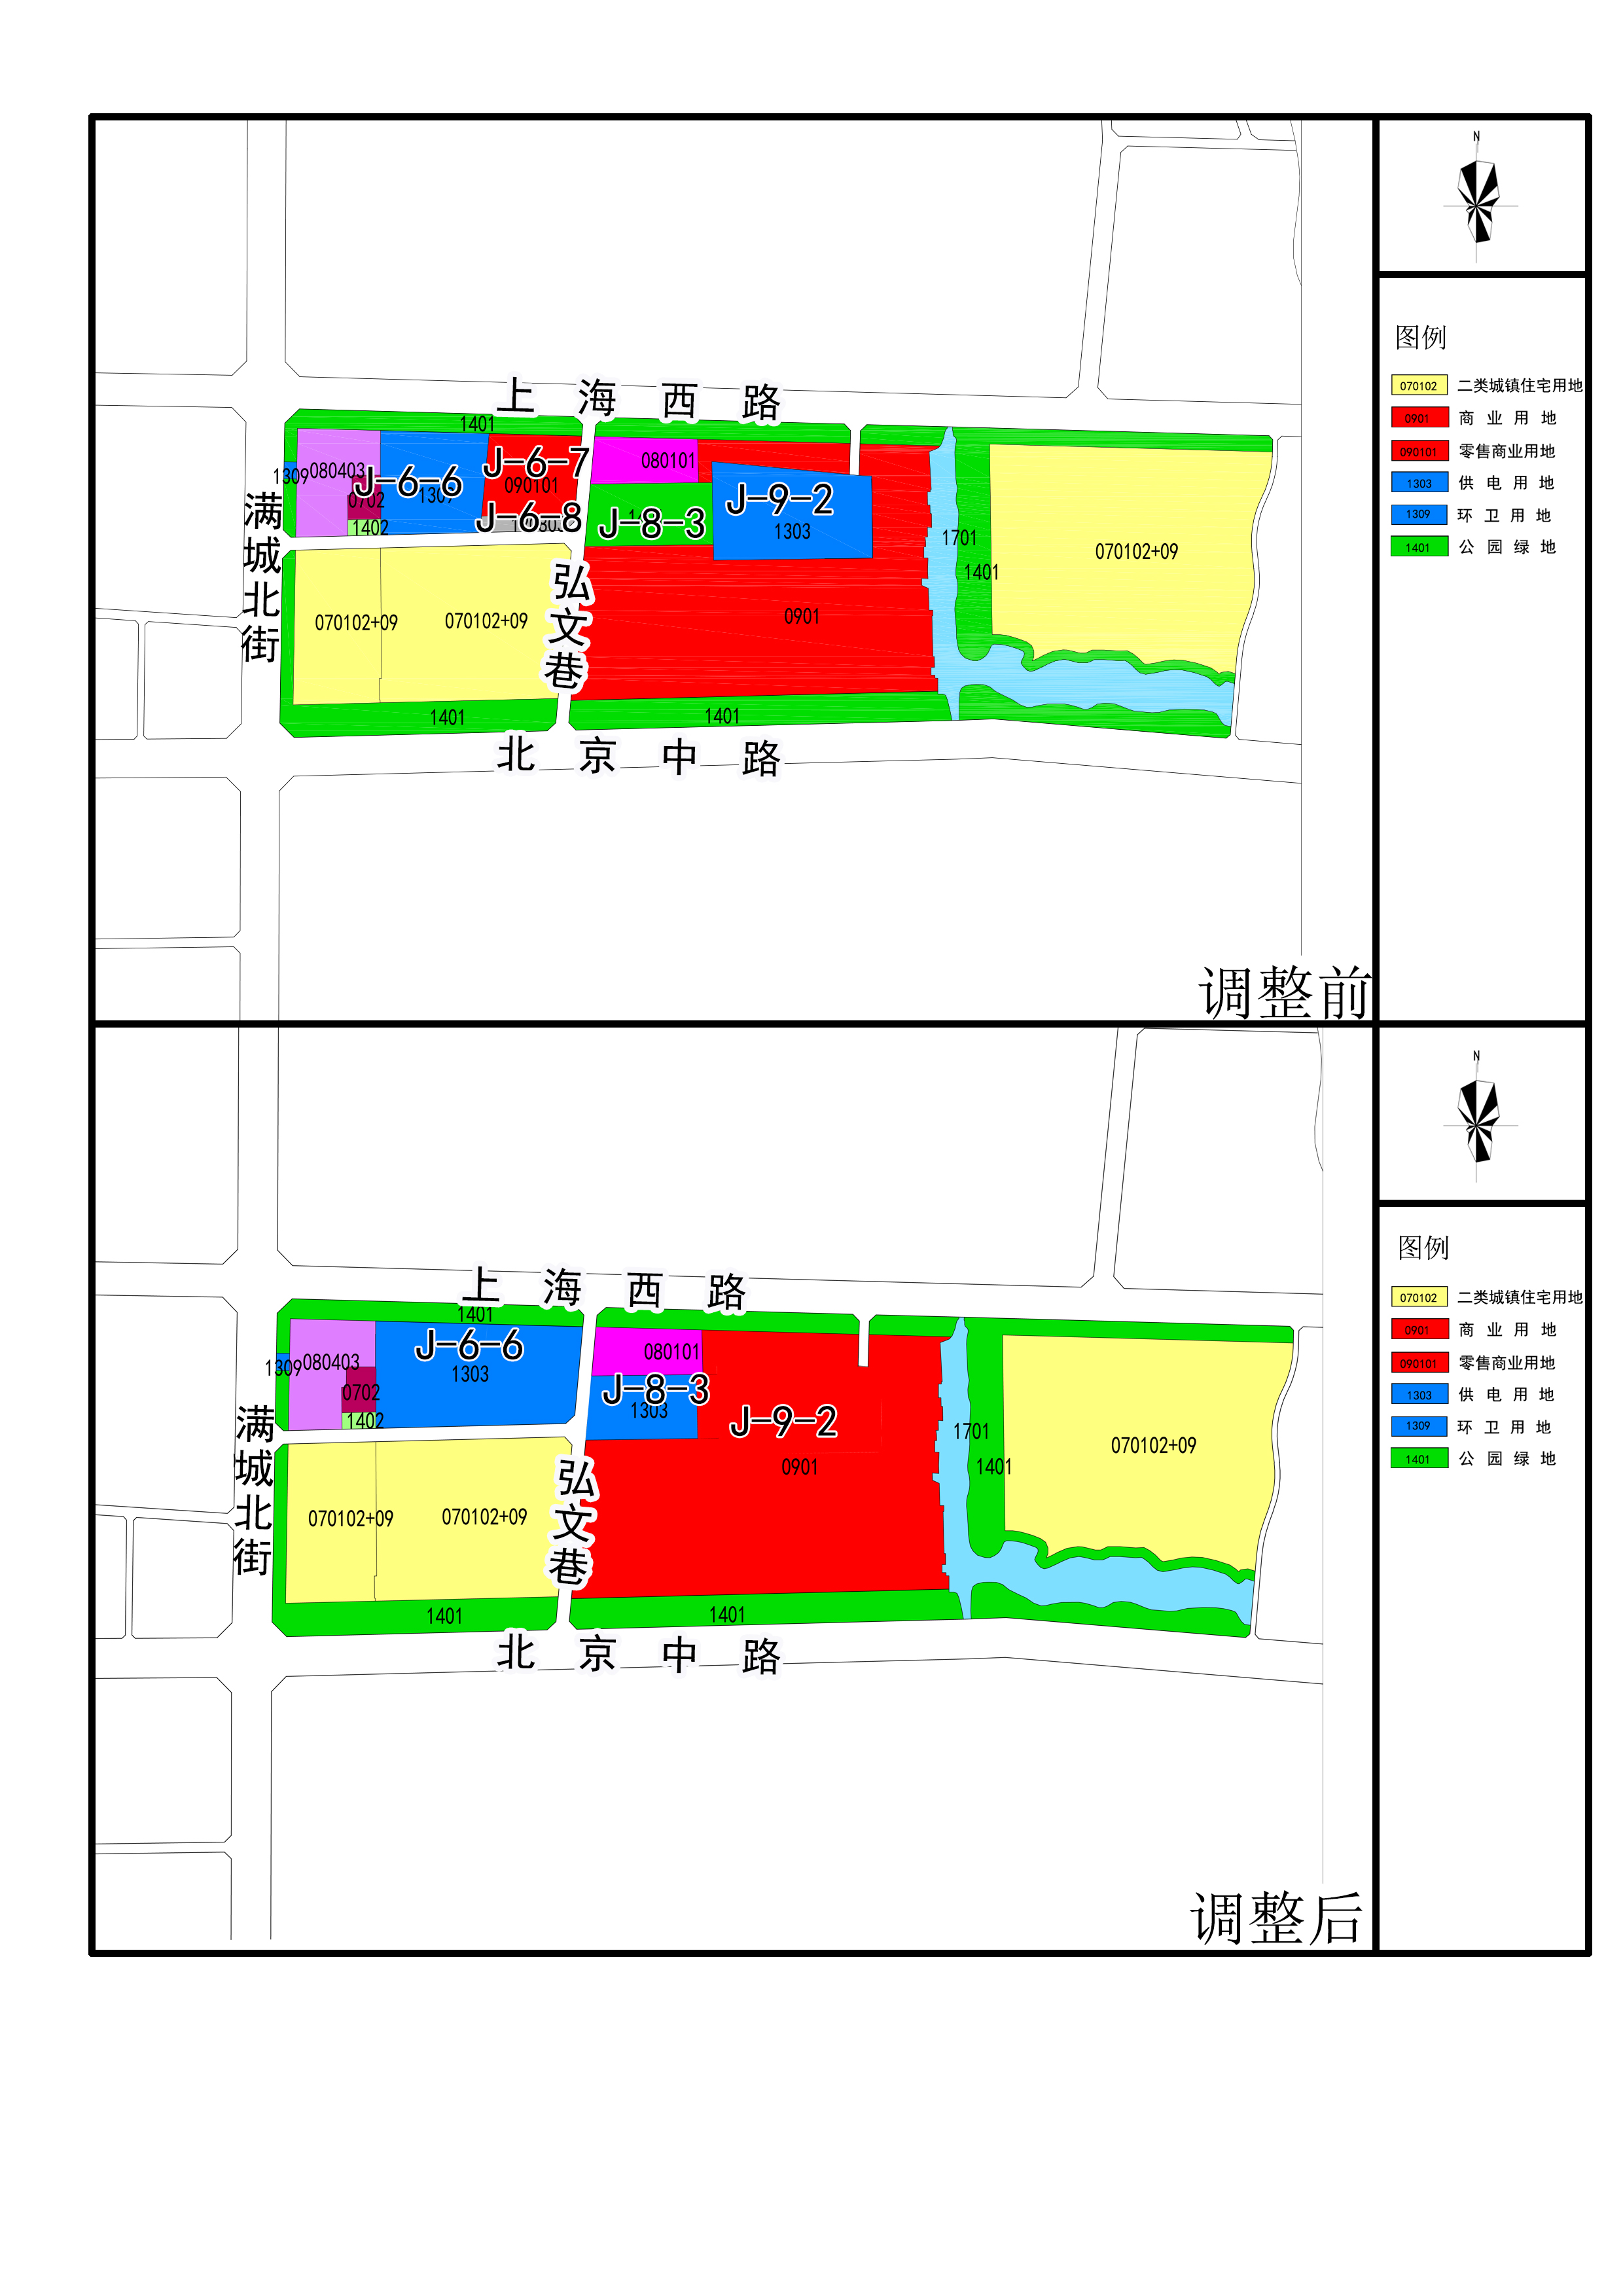 N
图例
070102 二类城镇住宅用地
0901 商业用地
090101 零售商业用地
1303 供电用地
1309 环卫用地
1401 公园绿地
上海西路
1401
1309
080403
J-6-6
1309
0702
1402
J-6-7
090101
J-6-8
080101
J-8-3
J-9-2
1303
1701
1401
070102+09
满城北街
弘文巷
070102+09
070102+09
0901
1401
1401
北京中路
调整前
N
图例
070102 二类城镇住宅用地
0901 商业用地
090101 零售商业用地
1303 供电用地
1309 环卫用地
1401 公园绿地
上海西路
1401
J-6-6
1303
1309
080403
0702
1402
080101
J-8-3
1303
J-9-2
0901
1701
1401
070102+09
满城北街
弘文巷
070102+09
070102+09
1401
1401
北京中路
调整后